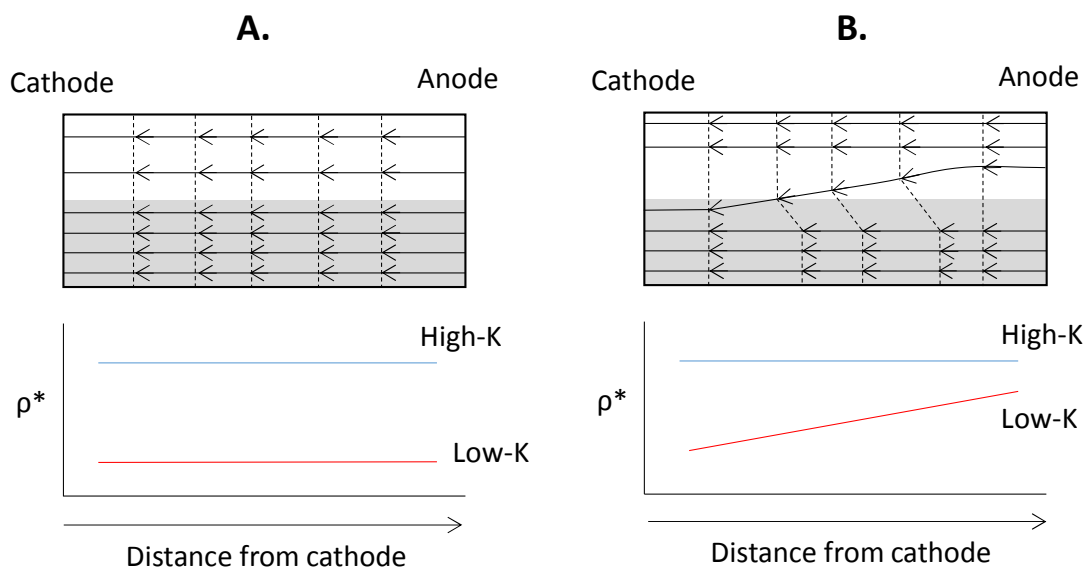 A.
Cathode
Anode
High-K
ρ*
Low-K
Distance from cathode
B.
Cathode
Anode
High-K
ρ*
Low-K
Distance from cathode